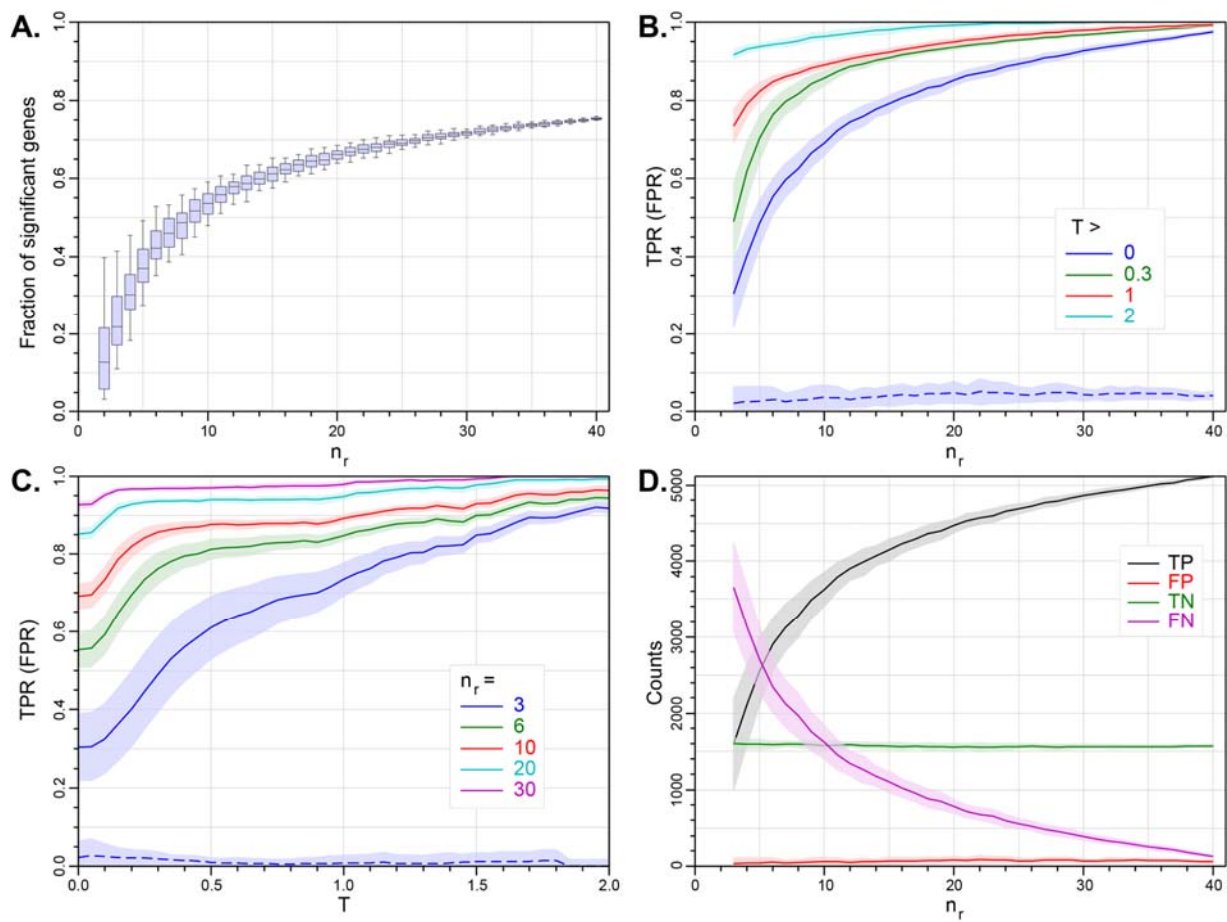 A.
Fraction of significant genes
0.0 0.2 0.4 0.6 0.8 1.0
0 10 20 30 40
n_r
B.
TPR (FPR)
0.0 0.2 0.4 0.6 0.8 1.0
T >
0
0.3
1
2
0 10 20 30 40
n_r
C.
TPR (FPR)
0.0 0.2 0.4 0.6 0.8 1.0
n_r =
3
6
10
20
30
0.0 0.5 1.0 1.5 2.0
T
D.
Counts
0 1000 2000 3000 4000 5000
TP
FP
TN
FN
0 10 20 30 40
n_r